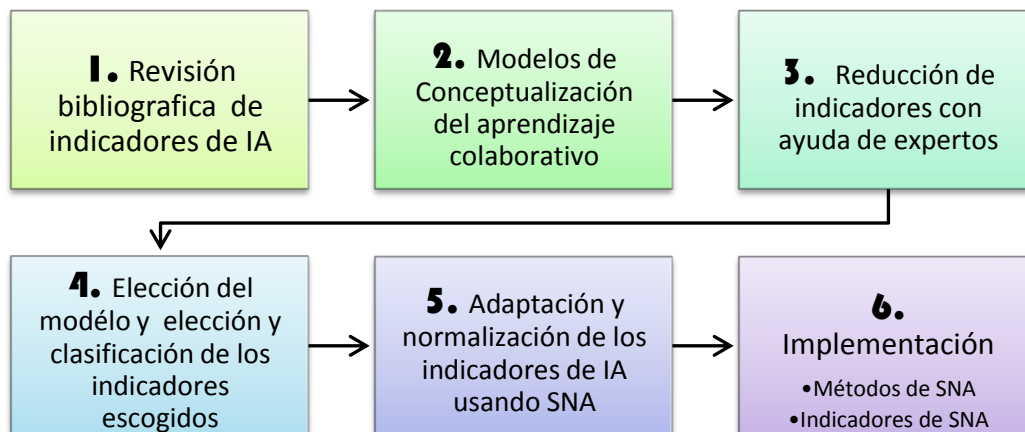 1. Revisión
bibliografica de
indicadores de IA
2. Modelos de
Conceptualización
del aprendizaje
colaborativo
3. Reducción de
indicadores con
ayuda de expertos
4. Elección del
modélo y elección y
clasificación de los
indicadores
escogidos
5. Adaptación y
normalización de los
indicadores de IA
usando SNA
6.
Implementación
•Métodos de SNA
•Indicadores de SNA